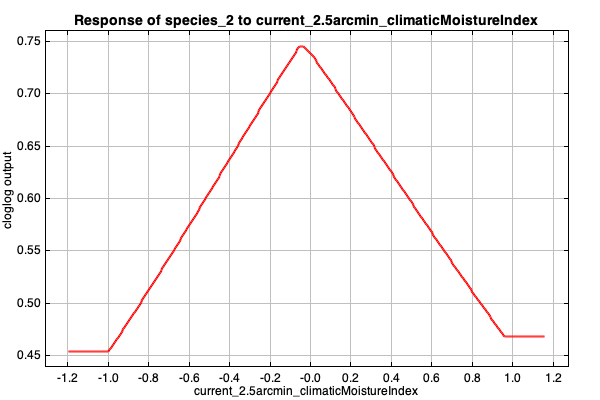 Response of species_2 to current_2.5arcmin_climaticMoistureIndex
0.75
0.70
0.65
0.60
0.55
0.50
0.45
cloglog output
-1.2 -1.0 -0.8 -0.6 -0.4 -0.2 -0.0 0.2 0.4 0.6 0.8 1.0 1.2
current_2.5arcmin_climaticMoistureIndex